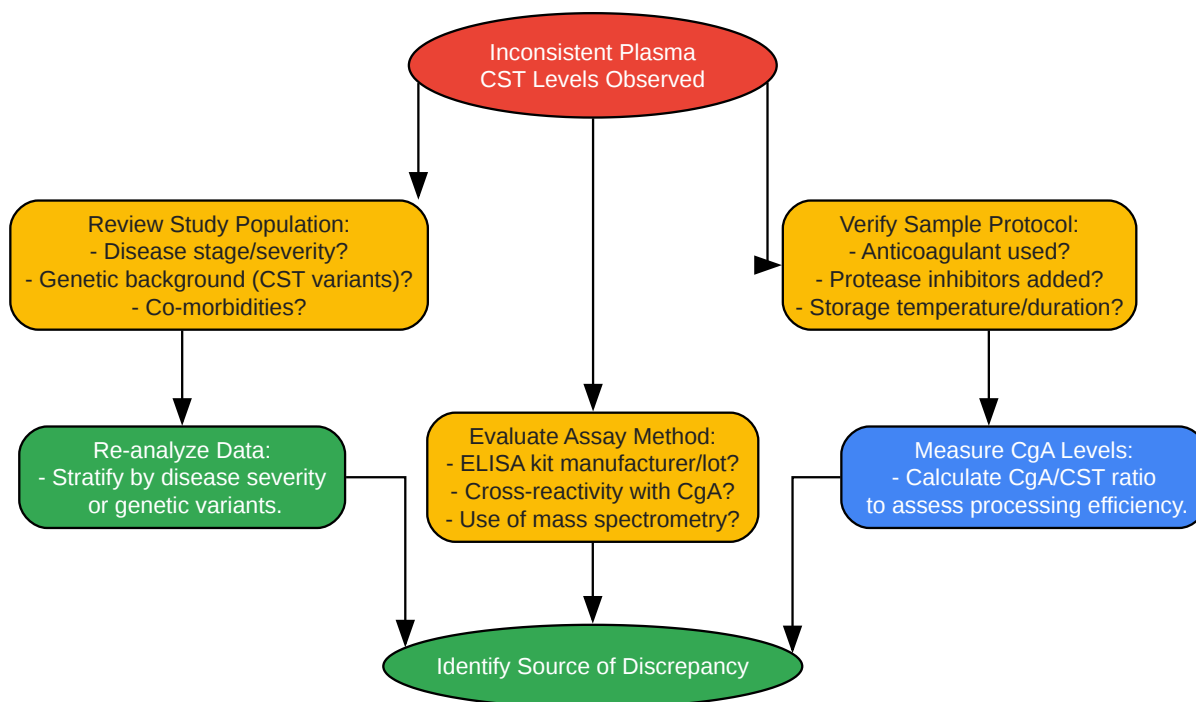 Inconsistent Plasma
CST Levels Observed
Review Study Population:
- Disease stage/severity?
- Genetic background (CST variants)?
- Co-morbidities?
Verify Sample Protocol:
- Anticoagulant used?
- Protease inhibitors added?
- Storage temperature/duration?
Re-analyze Data:
- Stratify by disease severity
or genetic variants.
Evaluate Assay Method:
- ELISA kit manufacturer/lot?
- Cross-reactivity with CgA?
- Use of mass spectrometry?
Measure CgA Levels:
- Calculate CgA/CST ratio
to assess processing efficiency.
Identify Source of Discrepancy